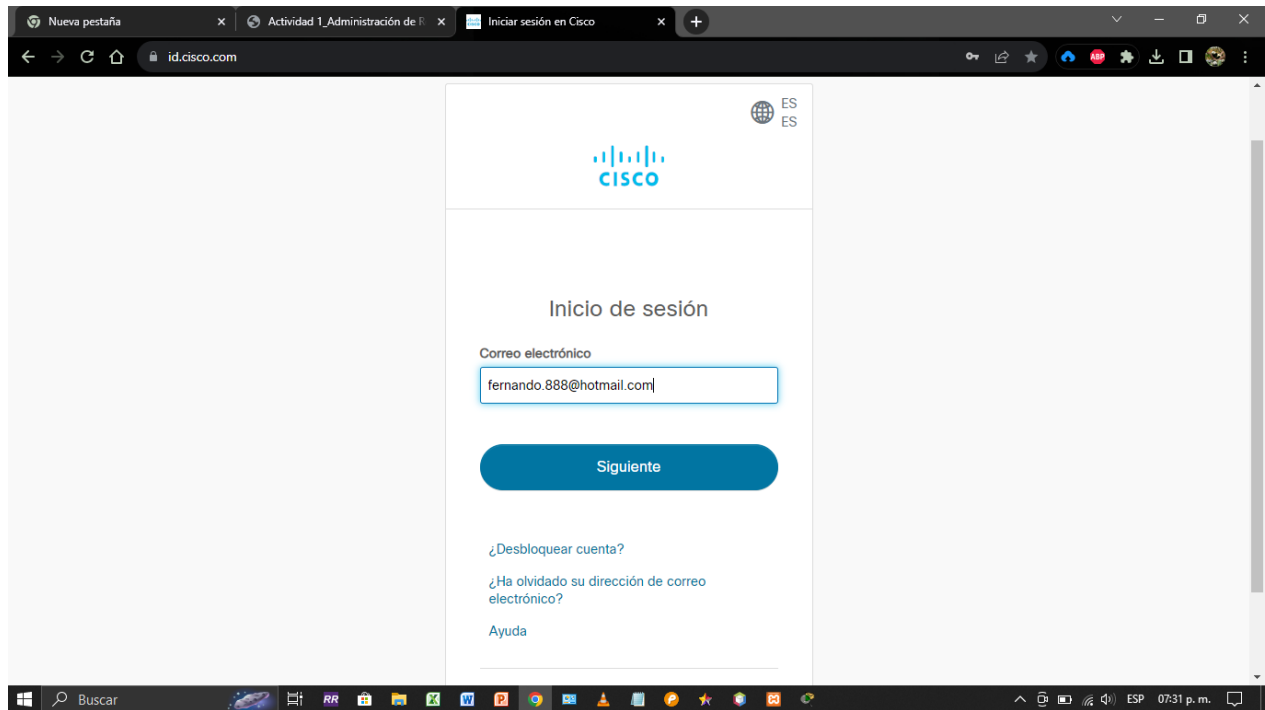 Nueva pestaña
Actividad 1_Administración de R
Iniciar sesión en Cisco
id.cisco.com
ABP
ES
ES
CISCO
Inicio de sesión
Correo electrónico
fernando.888@hotmail.com
Siguiente
¿Desbloquear cuenta?
¿Ha olvidado su dirección de correo
electrónico?
Ayuda
Buscar
RR
ESP
07:31 p. m.